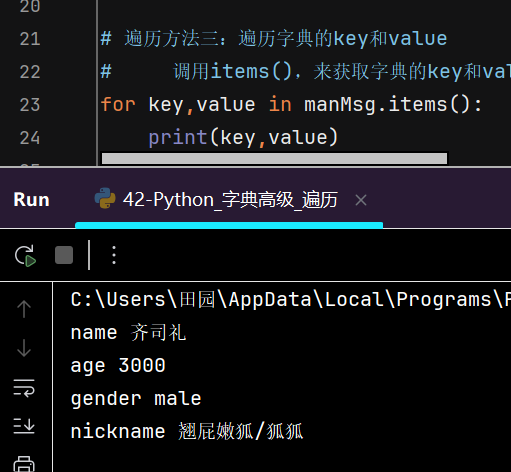 20
21 # 遍历方法三：遍历字典的key和value
22 #     调用items()，来获取字典的key和val
23 for key,value in manMsg.items():
24     print(key,value)
Run 42-Python_字典高级_遍历
C:\Users\田园\AppData\Local\Programs\P
name 齐司礼
age 3000
gender male
nickname 翘屁嫩狐/狐狐